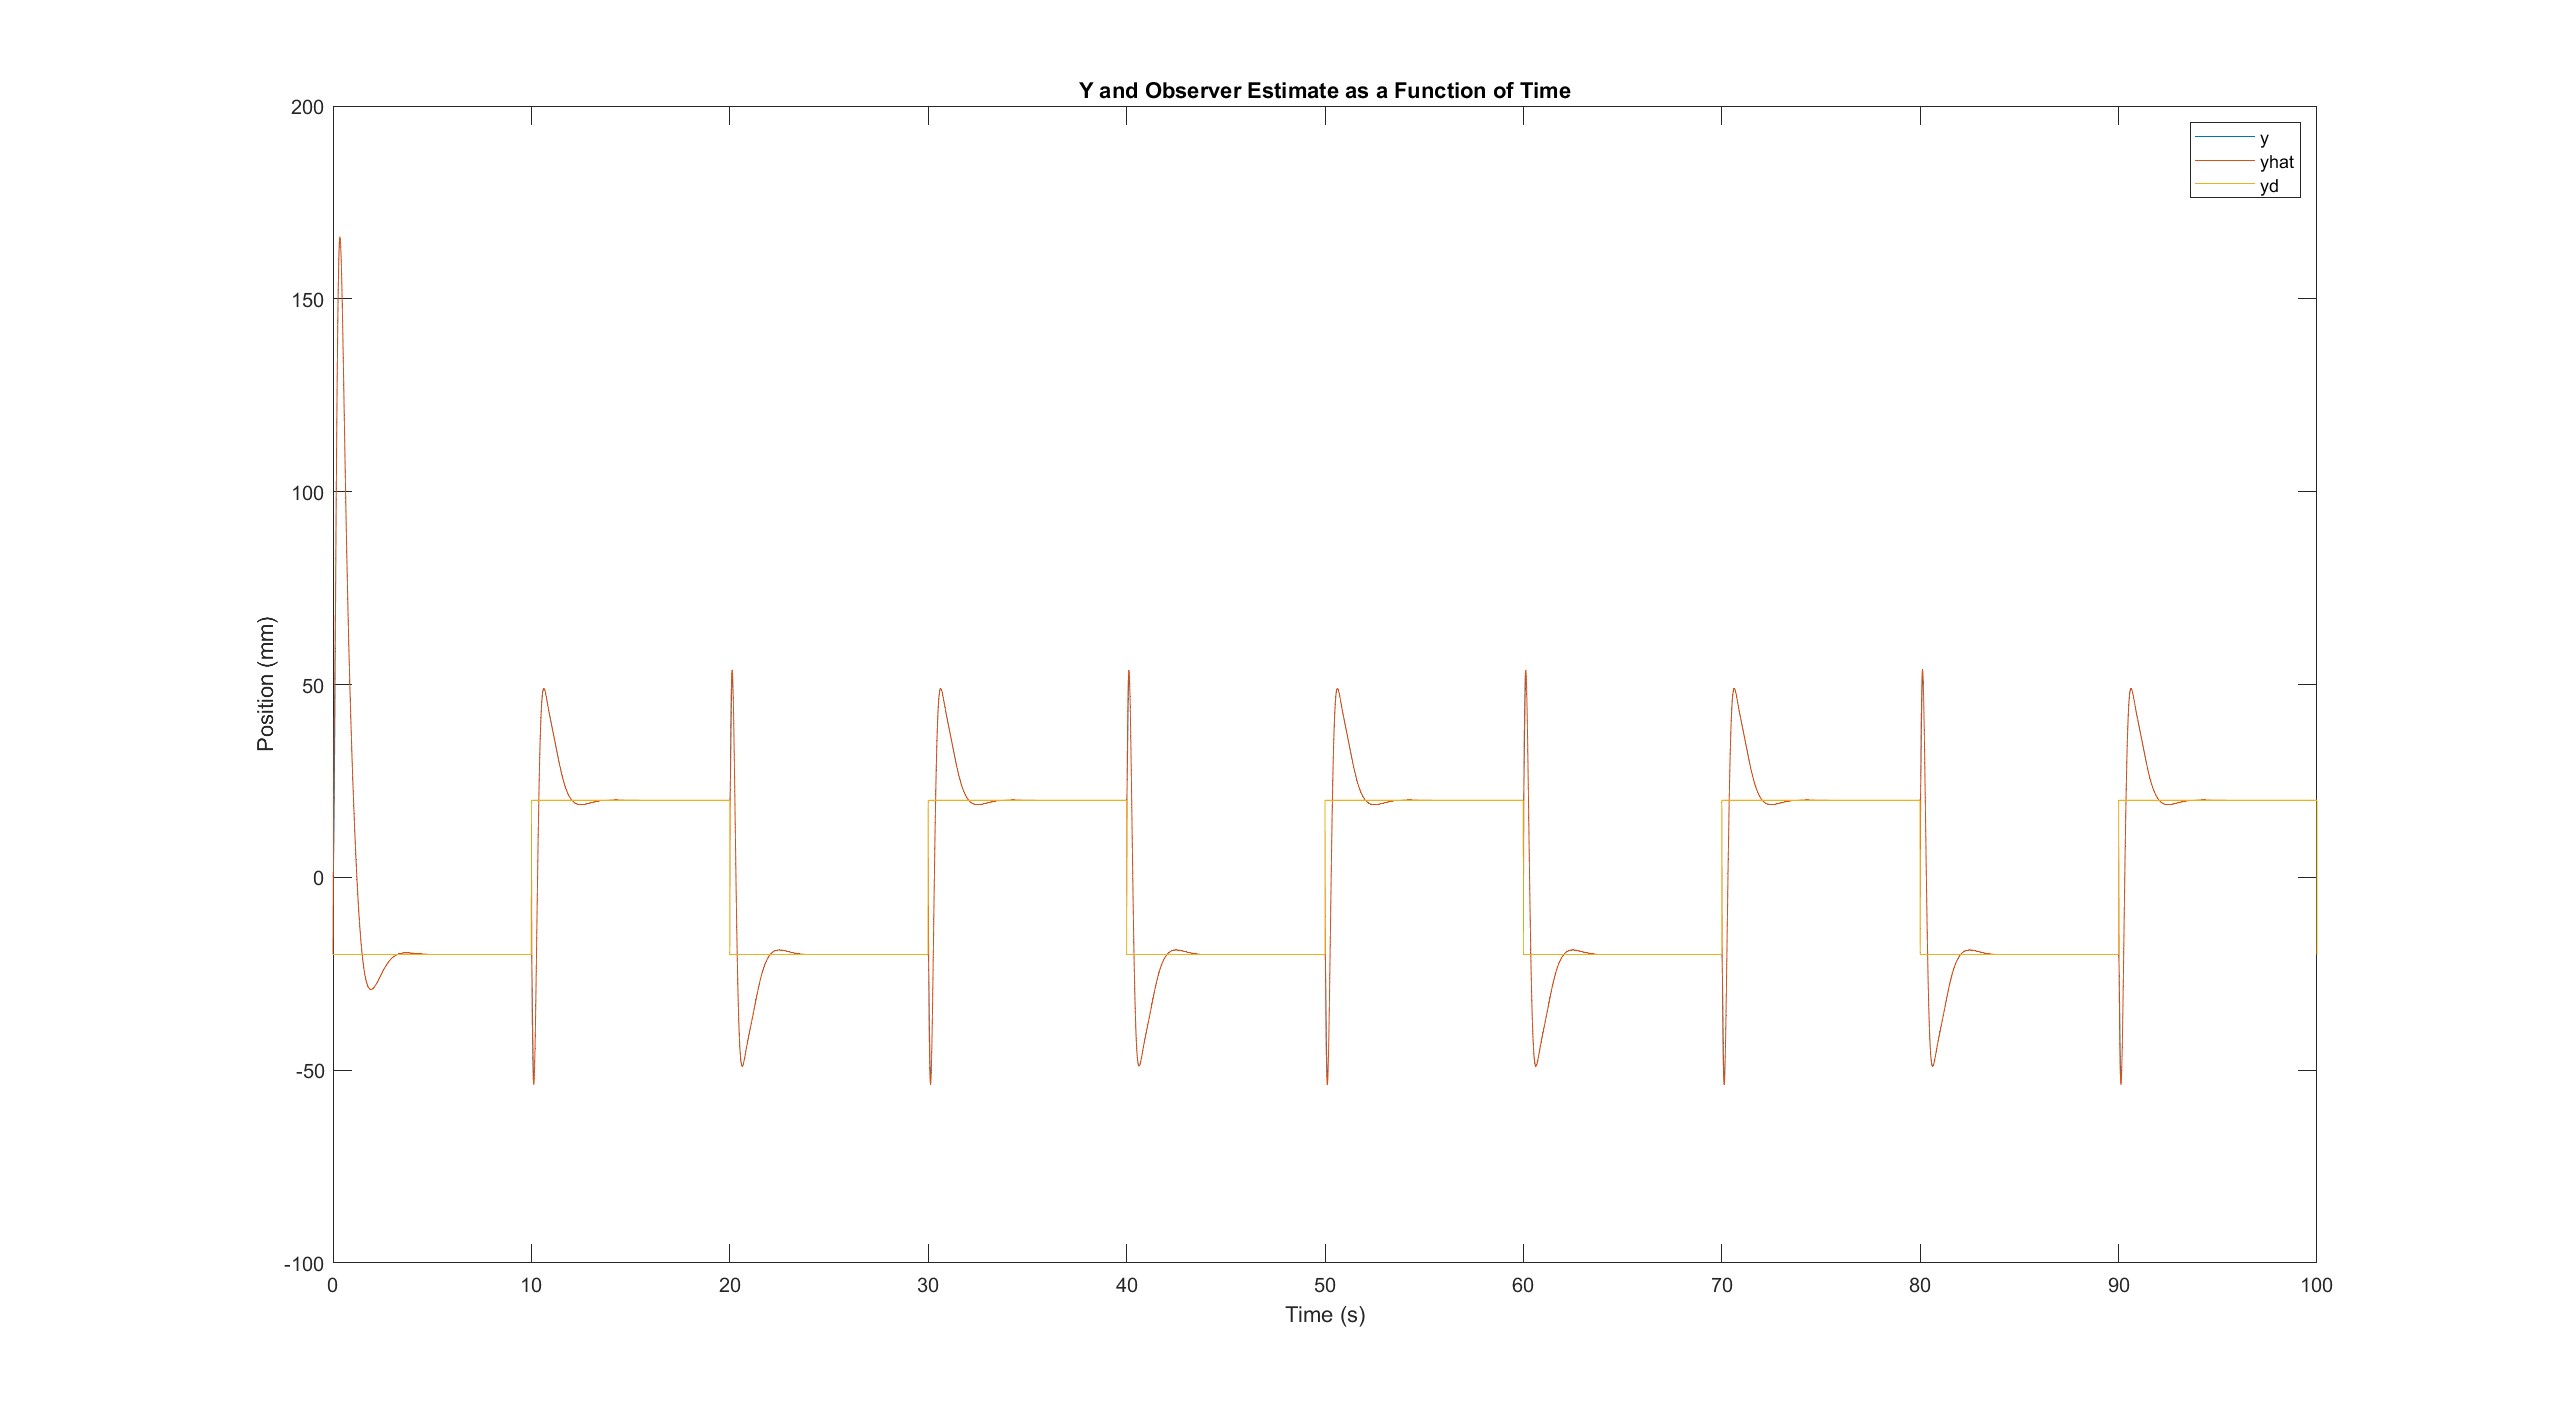 Y and Observer Estimate as a Function of Time
y
yhat
yd
200
150
100
50
0
-50
-100
Position (mm)
0 10 20 30 40 50 60 70 80 90 100
Time (s)